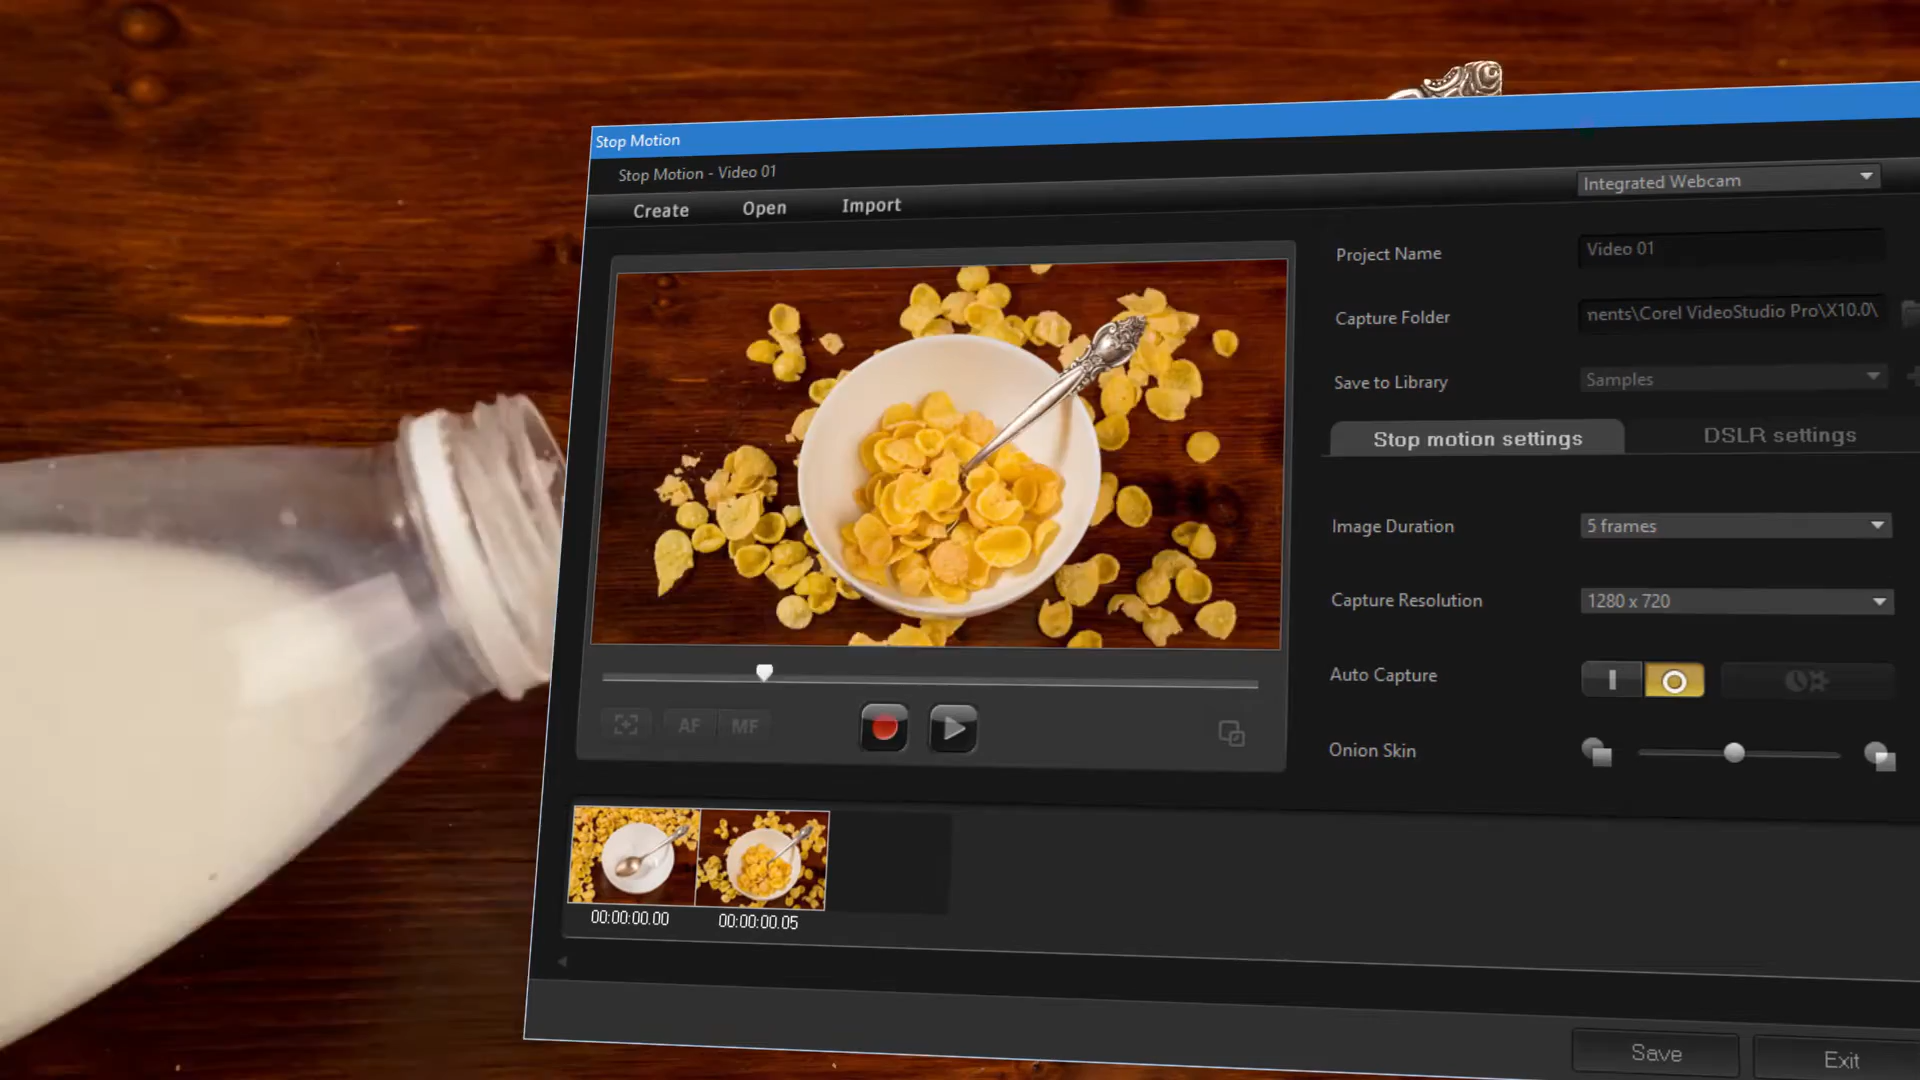 Stop Motion
Stop Motion - Video 01
Create Open Import
Integrated Webcam
Project Name Video 01
Capture Folder nents\Corel VideoStudio Pro\X10.0\
Save to Library Samples
Stop motion settings DSLR settings
Image Duration 5 frames
Capture Resolution 1280 x 720
Auto Capture
AF MF
Onion Skin
00:00:00.00 00:00:00.05
Save Exit